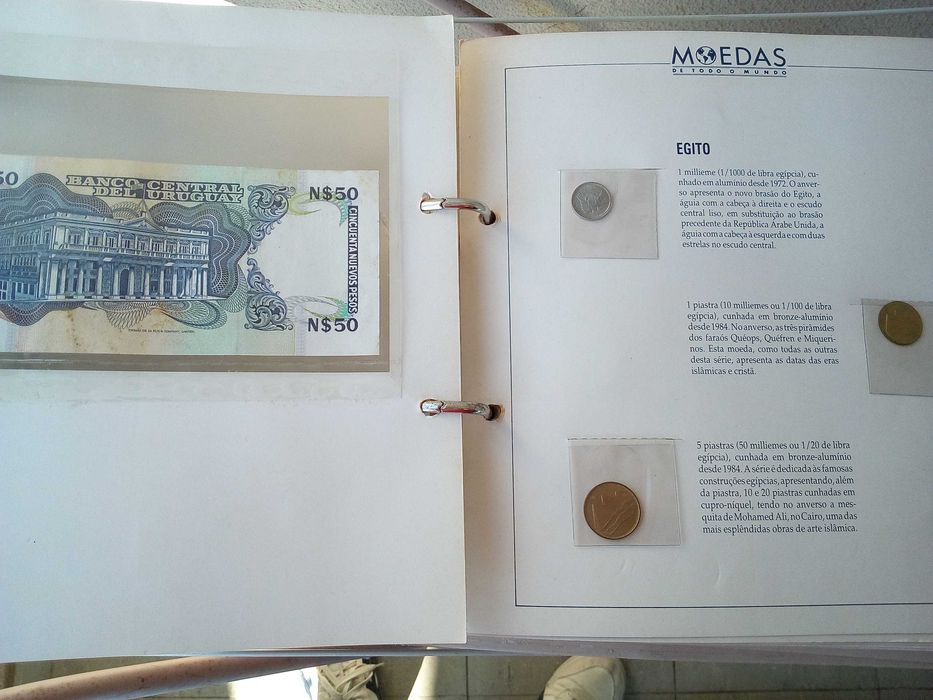 50
BANCO CENTRAL
DEL URUGUAY
N$50
CINCUENTA NUEVOS PESOS
N$50
MOEDAS
DE TODO O MUNDO
EGITO
1 millieme (1/1000 de libra egípcia), cu-
nhado em alumínio desde 1972. O anver-
so apresenta o novo brasão do Egito, a
águia com a cabeça à direita e o escudo
central liso, em substituição ao brasão
precedente da República Árabe Unida, a
águia com a cabeça à esquerda e com duas
estrelas no escudo central.
1 piastra (10 milliemes ou 1/100 de libra
egípcia), cunhada em bronze-alumínio
desde 1984. No anverso, as três pirâmides
dos faraós Quéops, Quéfren e Miqueri-
nos. Esta moeda, como todas as outras
desta série, apresenta as datas das eras
islâmicas e cristã.
5 piastras (50 milliemes ou 1/20 de libra
egípcia), cunhada em bronze-alumínio
desde 1984. A série é dedicada às famosas
construções egípcias, apresentando, além
da piastra, 10 e 20 piastras cunhadas em
cupro-níquel, tendo no anverso a mes-
quita de Mohamed Ali, no Cairo, uma das
mais esplêndidas obras de arte islâmica.